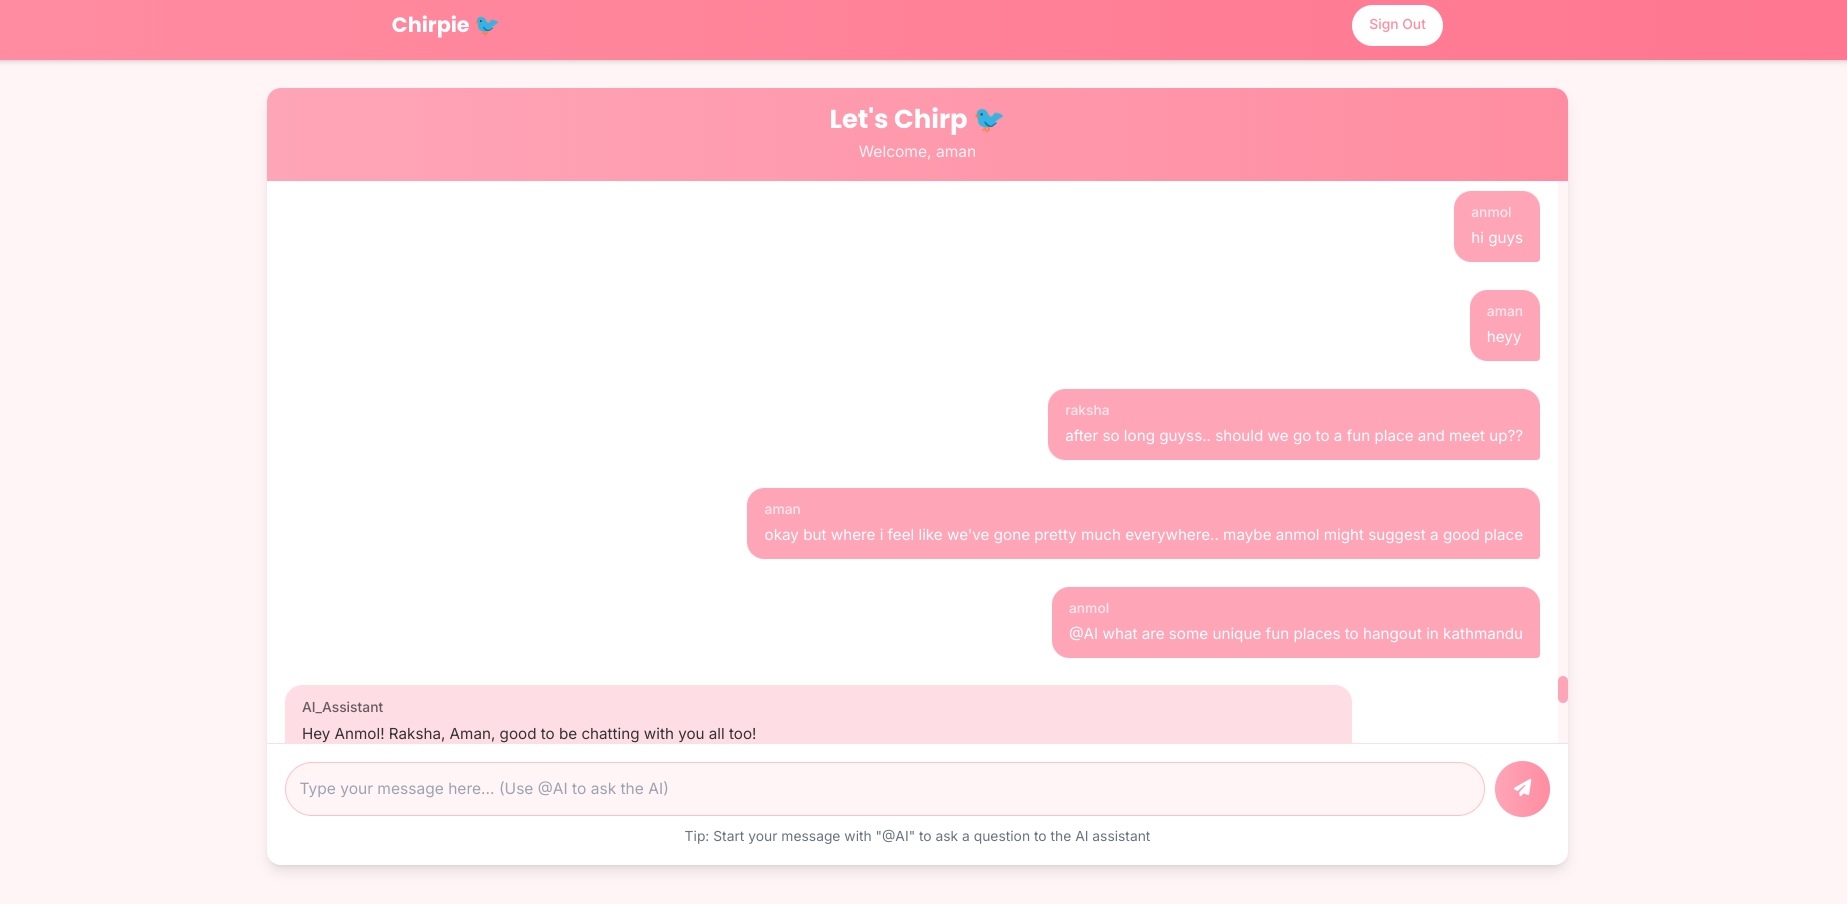 Chirpie 🐦
Sign Out
Let's Chirp 🐦
Welcome, aman
anmol
hi guys
aman
heyy
raksha
after so long guyss.. should we go to a fun place and meet up??
aman
okay but where i feel like we've gone pretty much everywhere.. maybe anmol might suggest a good place
anmol
@AI what are some unique fun places to hangout in kathmandu
AI_Assistant
Hey Anmol! Raksha, Aman, good to be chatting with you all too!
Type your message here... (Use @AI to ask the AI)
Tip: Start your message with "@AI" to ask a question to the AI assistant